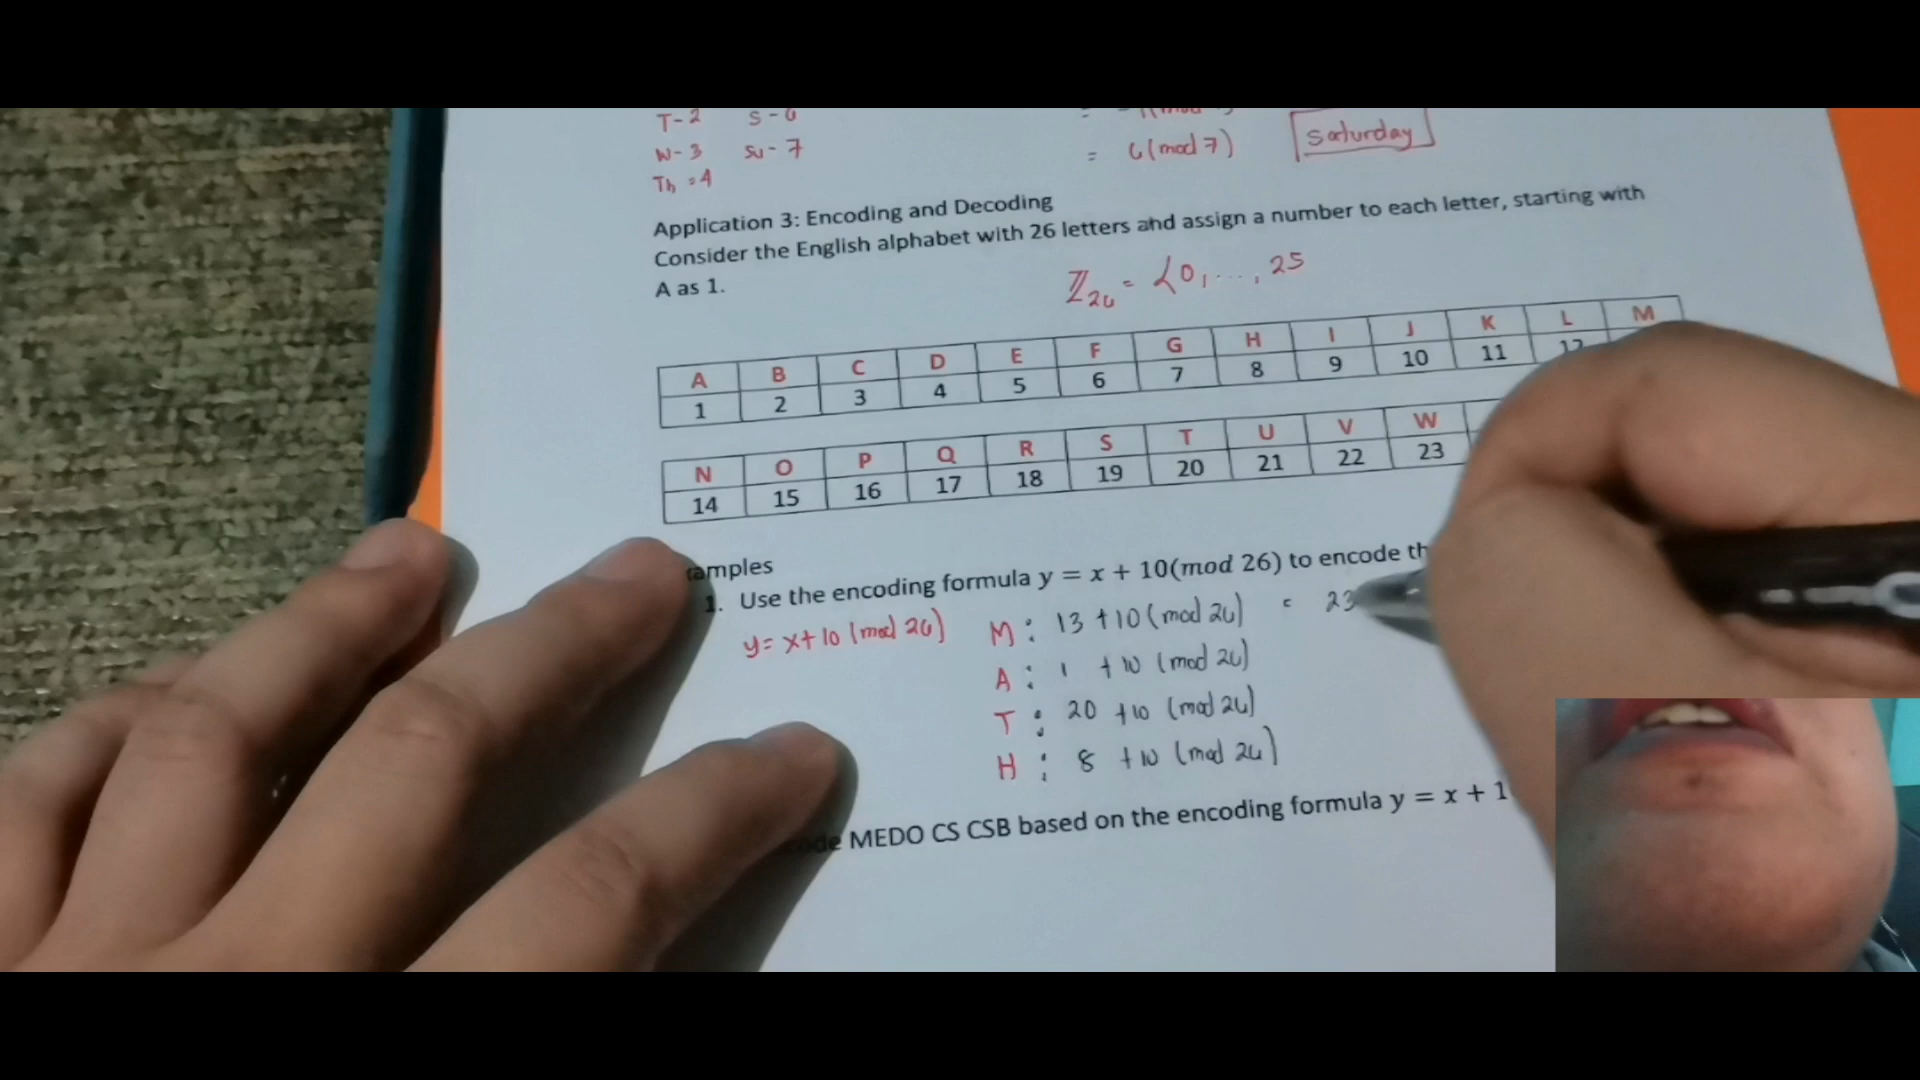 T-2 S-6
W-3 Su-7
Th=4
= 6(mod 7) Saturday
Application 3: Encoding and Decoding
Consider the English alphabet with 26 letters and assign a number to each letter, starting with
A as 1.
ℤ26 = {0, ..., 25
A B C D E F G H I J K L M
1 2 3 4 5 6 7 8 9 10 11 12
N O P Q R S T U V W
14 15 16 17 18 19 20 21 22 23
amples
1. Use the encoding formula y = x + 10(mod 26) to encode
y = x+10 (mod 26)
M: 13 +10 (mod 26) = 23
A: 1 +10 (mod 26)
T: 20 +10 (mod 26)
H: 8 +10 (mod 26)
MEDO CS CSB based on the encoding formula y = x + 1